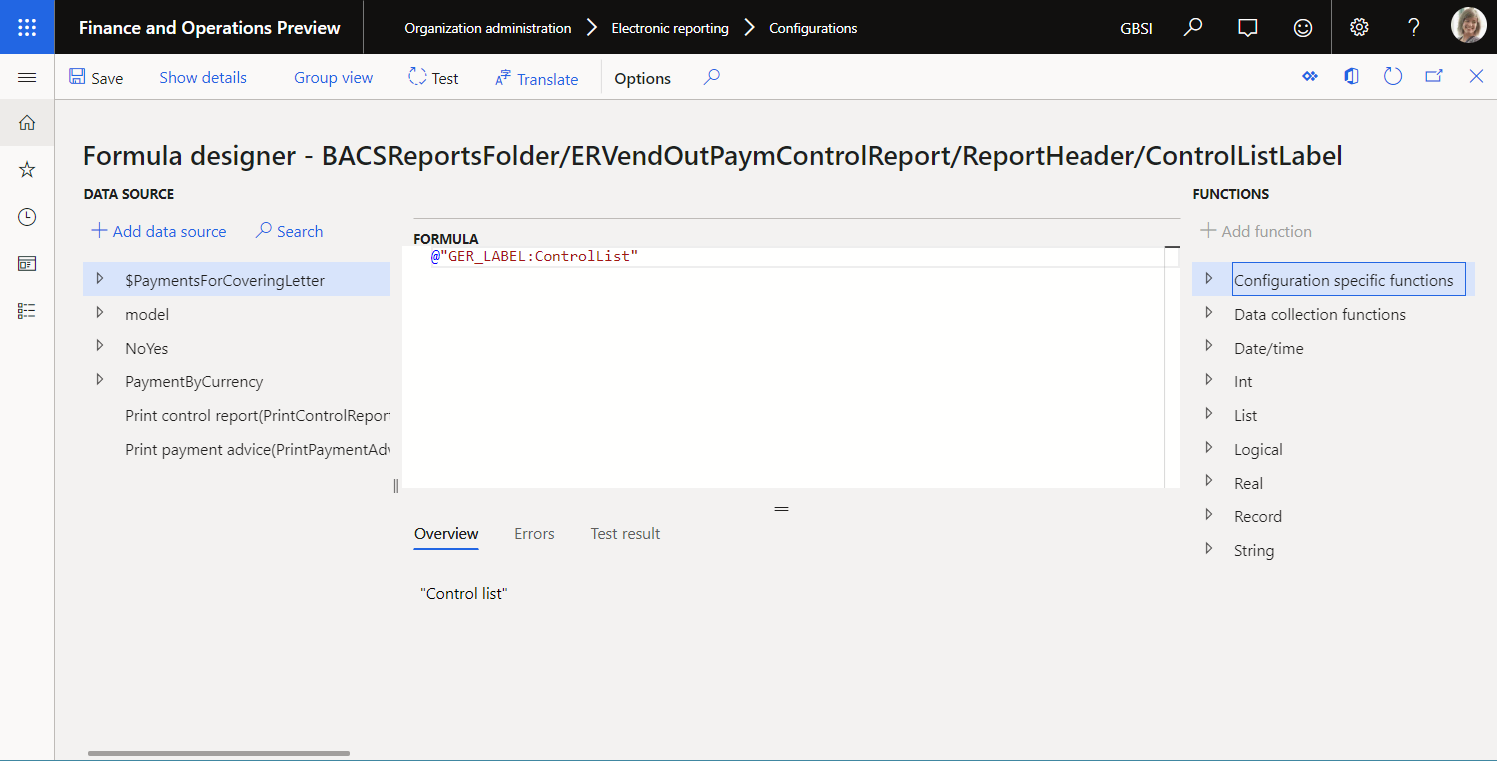 Finance and Operations Preview
Organization administration
Electronic reporting
Configurations
GBSI
?
Save
Show details
Group view
Test
Translate
Options
Formula designer - BACSReportsFolder/ERVendOutPaymControlReport/ReportHeader/ControlListLabel
DATA SOURCE
Add data source
Search
$PaymentsForCoveringLetter
model
NoYes
PaymentByCurrency
Print control report(PrintControlRepor
Print payment advice(PrintPaymentAdv
FORMULA
@"GER_LABEL:ControlList"
Overview
Errors
Test result
"Control list"
FUNCTIONS
Add function
Configuration specific functions
Data collection functions
Date/time
Int
List
Logical
Real
Record
String